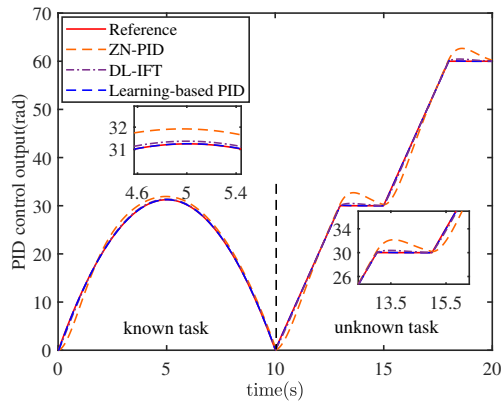 70
60
50
40
30
20
10
0
PID control output(rad)
Reference
ZN-PID
DL-IFT
Learning-based PID
32
31
4.6
5
5.4
34
30
26
13.5
15.5
known task
unknown task
0
5
10
15
20
time(s)